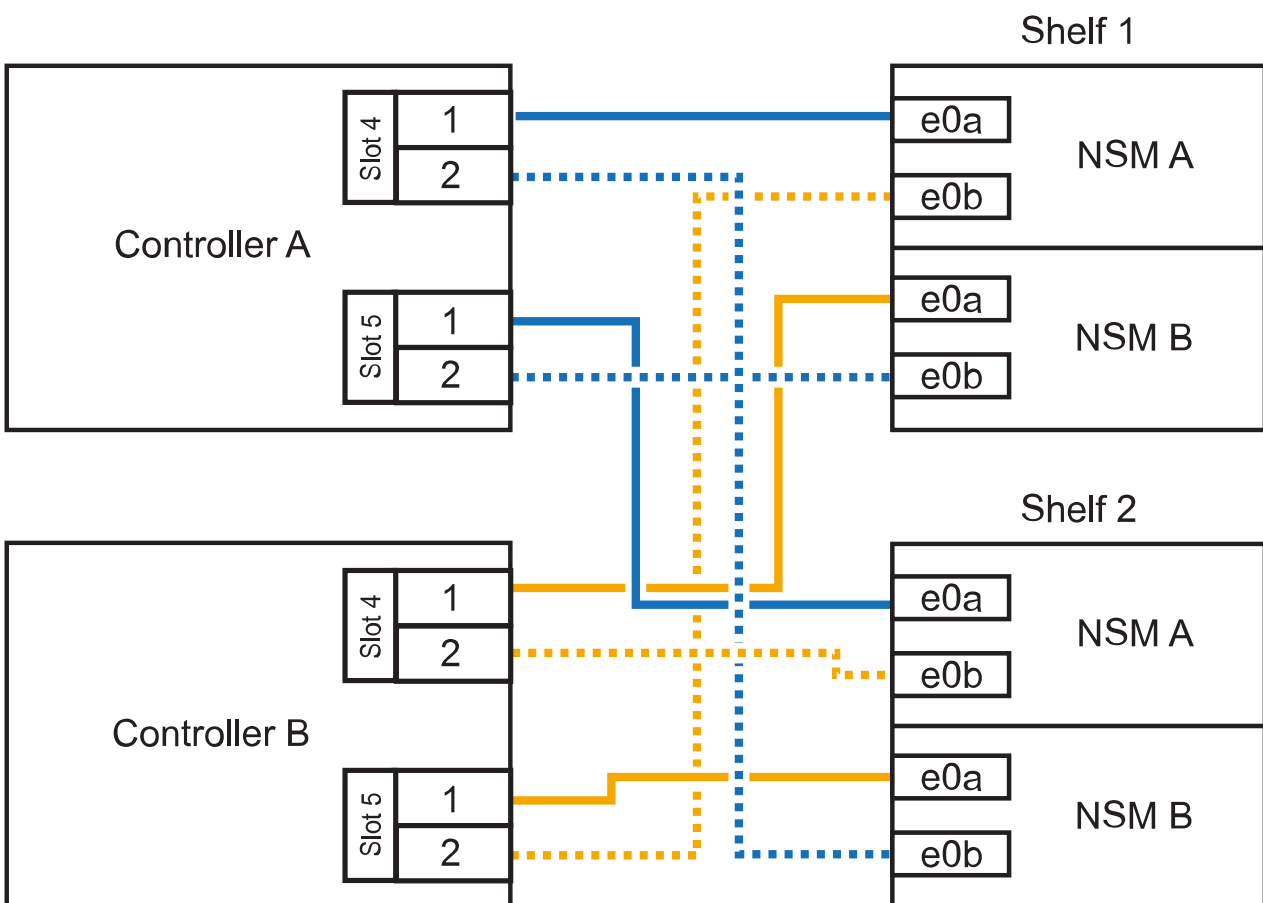 Shelf 1
Controller A
Slot 4
1
2
Slot 5
1
2
e0a
e0b
NSM A
e0a
e0b
NSM B
Shelf 2
Controller B
Slot 4
1
2
Slot 5
1
2
e0a
e0b
NSM A
e0a
e0b
NSM B